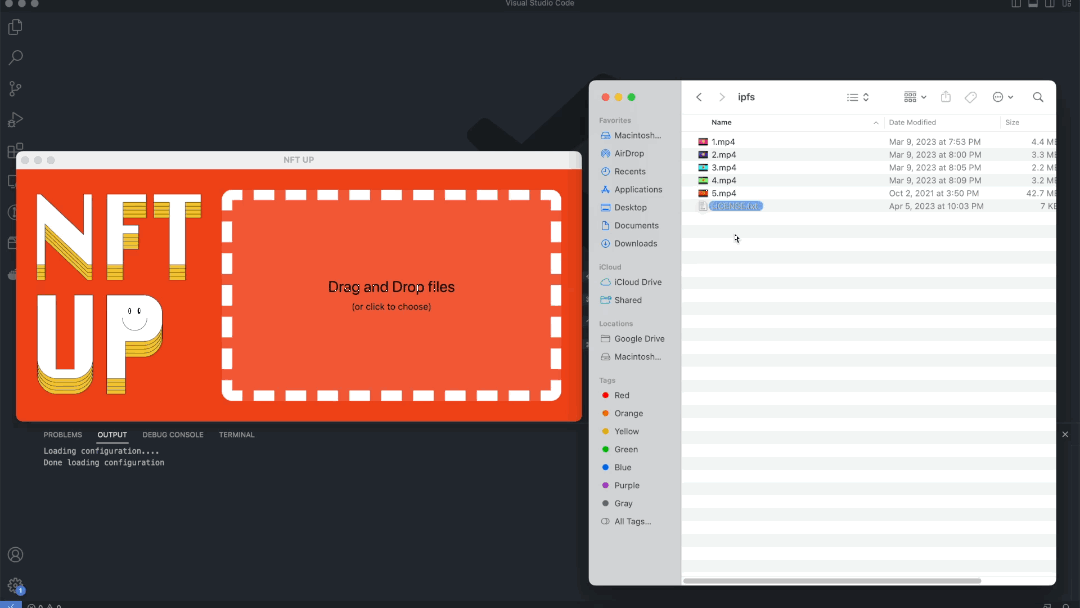 Visual Studio Code
NFT UP
NFT
UP
Drag and Drop files
(or click to choose)
PROBLEMS OUTPUT DEBUG CONSOLE TERMINAL
Loading configuration....
Done loading configuration
1
ipfs
Favorites
Macintosh...
AirDrop
Recents
Applications
Desktop
Documents
Downloads
iCloud
iCloud Drive
Shared
Locations
Google Drive
Macintosh...
Tags
Red
Orange
Yellow
Green
Blue
Purple
Gray
All Tags...
Name Date Modified Size
1.mp4 Mar 9, 2023 at 7:53 PM 4.4 M
2.mp4 Mar 9, 2023 at 8:00 PM 3.3 M
3.mp4 Mar 9, 2023 at 8:05 PM 2.2 M
4.mp4 Mar 9, 2023 at 8:09 PM 3.2 M
5.mp4 Oct 2, 2021 at 3:50 PM 42.7 M
Apr 5, 2023 at 10:03 PM 7 K